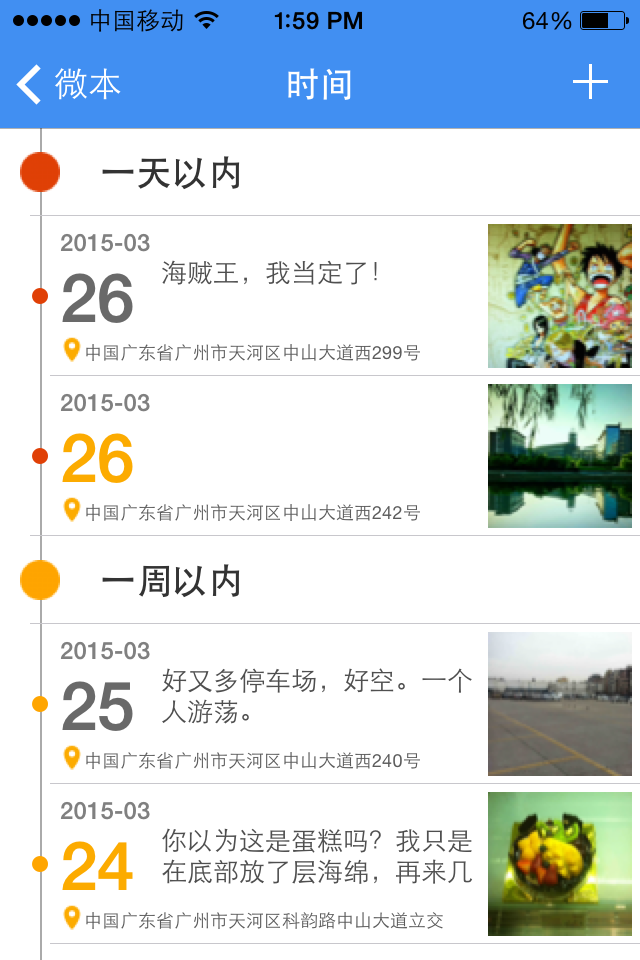 中国移动 1:59 PM 64%
微本 时间
一天以内
2015-03
26
海贼王，我当定了！
中国广东省广州市天河区中山大道西299号
2015-03
26
中国广东省广州市天河区中山大道西242号
一周以内
2015-03
25
好又多停车场，好空。一个
人游荡。
中国广东省广州市天河区中山大道西240号
2015-03
24
你以为这是蛋糕吗？我只是
在底部放了层海绵，再来几
中国广东省广州市天河区科韵路中山大道立交